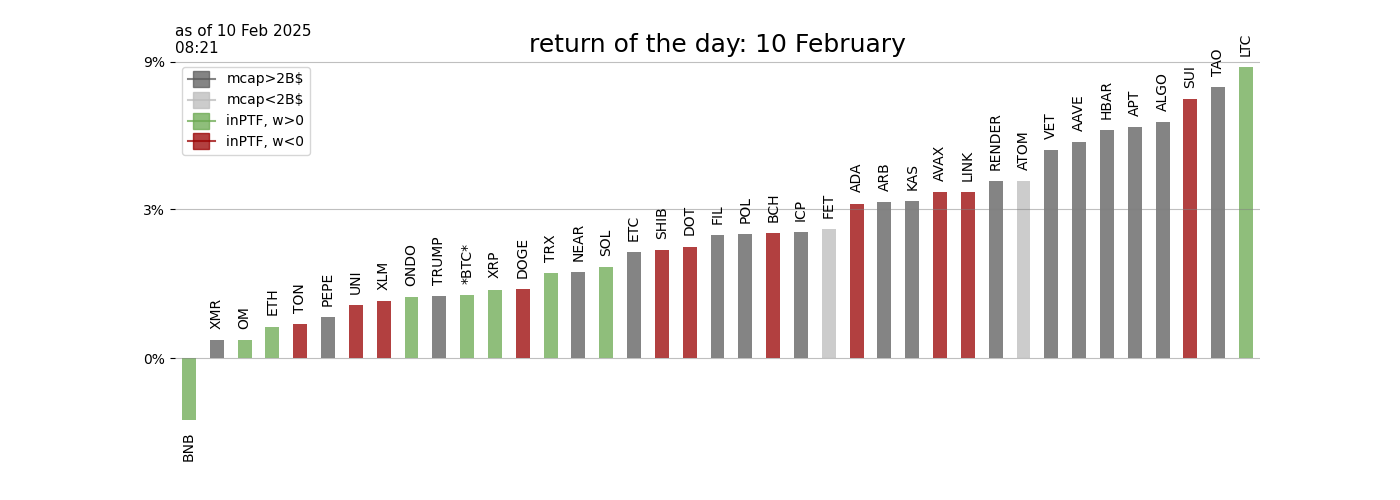 as of 10 Feb 2025
08:21
return of the day: 10 February
9%
3%
0%
mcap>2B$
mcap<2B$
inPTF, w>0
inPTF, w<0
BNB
XMR
OM
ETH
TON
PEPE
UNI
XLM
ONDO
TRUMP
*BTC*
XRP
DOGE
TRX
NEAR
SOL
ETC
SHIB
DOT
FIL
POL
BCH
ICP
FET
ADA
ARB
KAS
AVAX
LINK
RENDER
ATOM
VET
AAVE
HBAR
APT
ALGO
SUI
TAO
LTC